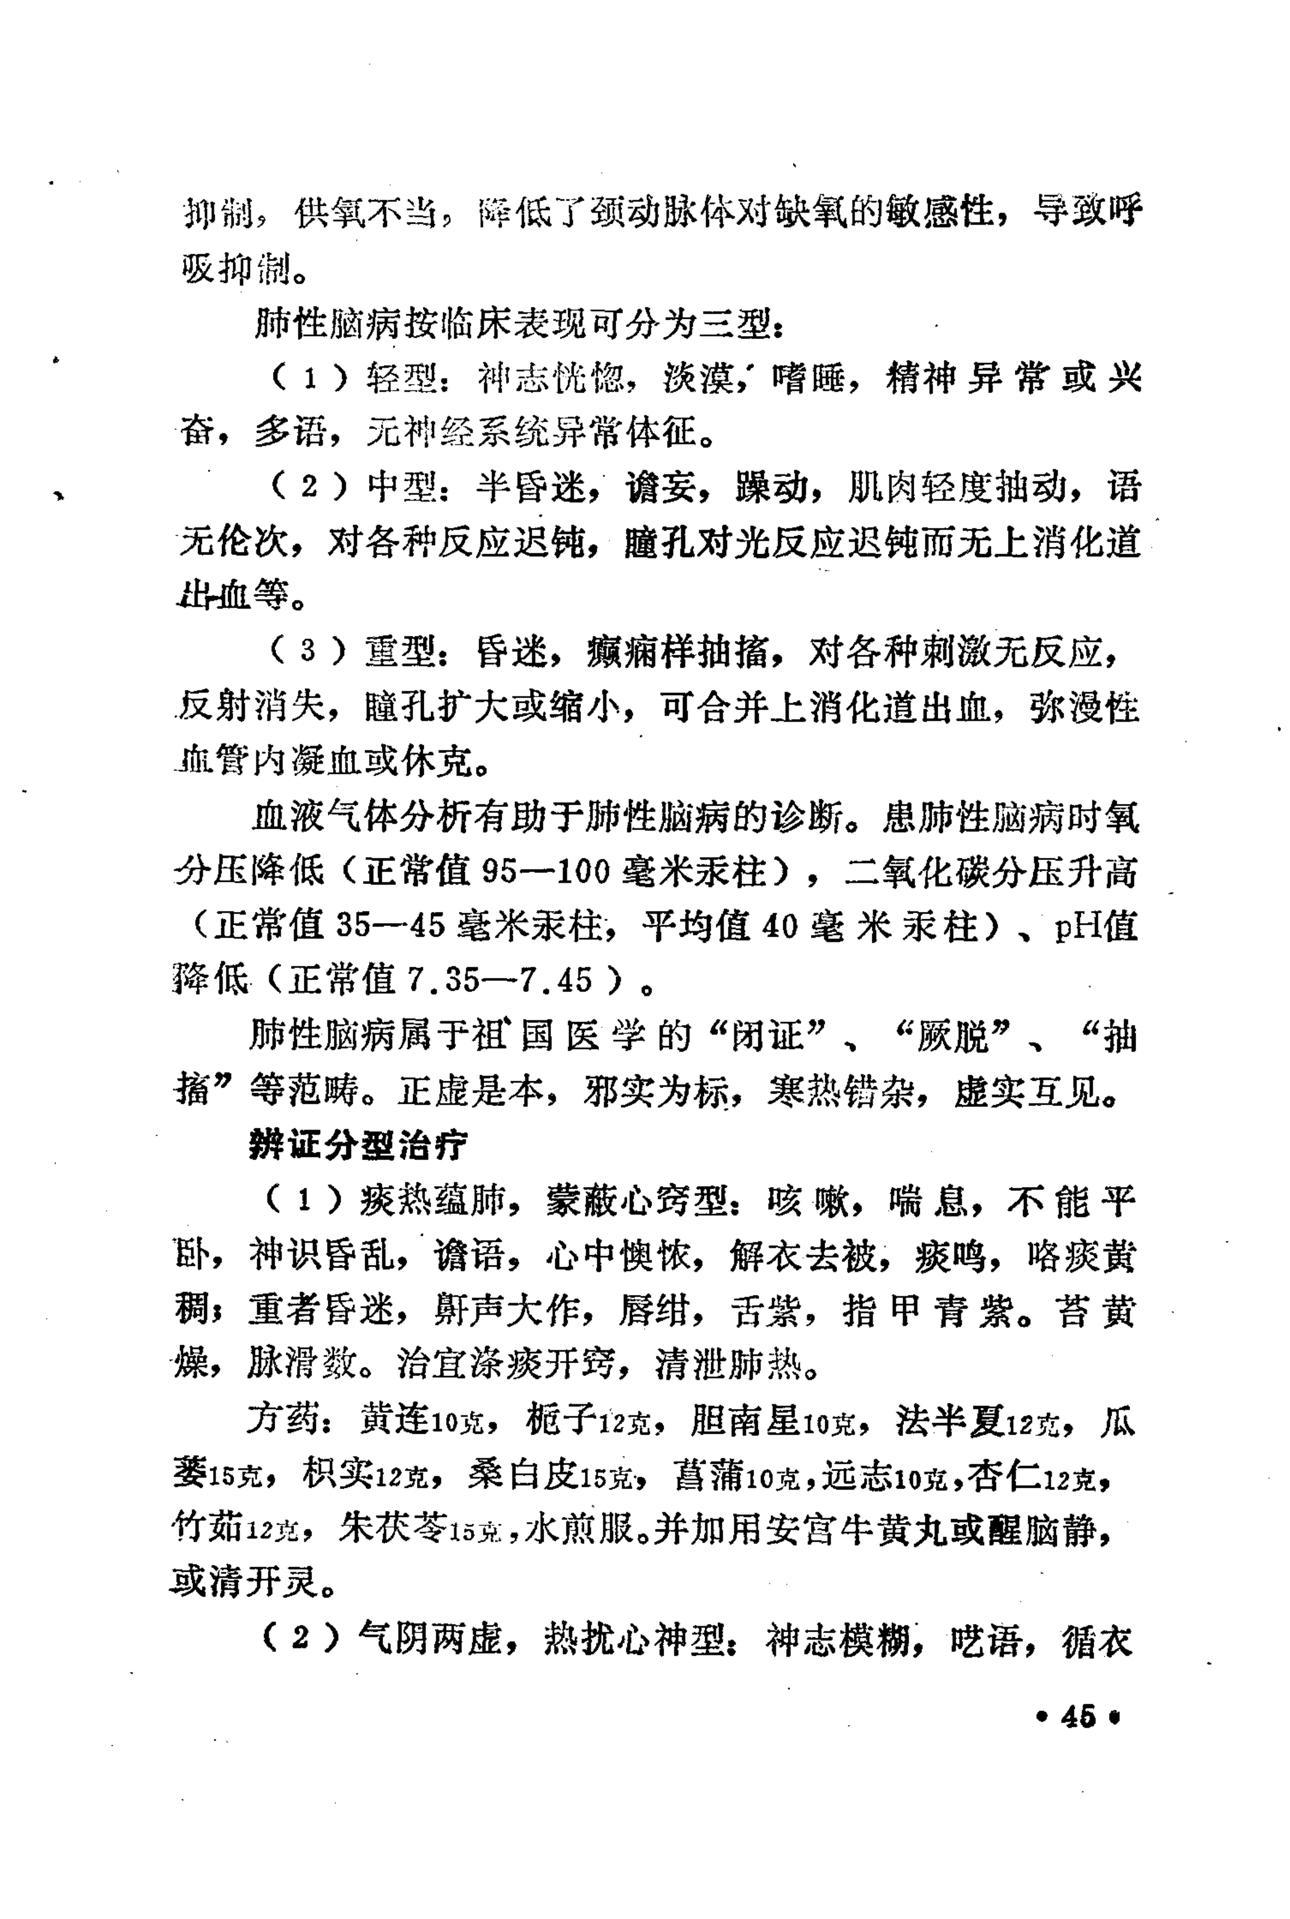 抑制，供氧不当，降低了颈动脉体对缺氧的敏感性，导致呼
吸抑制。
肺性脑病按临床表现可分为三型：
（1）轻型：神志恍惚，淡漠，嗜睡，精神异常或兴
奋，多语，无神经系统异常体征。
（2）中型：半昏迷，谵妄，躁动，肌肉轻度抽动，语
无伦次，对各种反应迟钝，瞳孔对光反应迟钝而无上消化道
出血等。
（3）重型：昏迷，癫痫样抽搐，对各种刺激无反应，
反射消失，瞳孔扩大或缩小，可合并上消化道出血，弥漫性
血管内凝血或休克。
血液气体分析有助于肺性脑病的诊断。患肺性脑病时氧
分压降低（正常值95—100毫米汞柱），二氧化碳分压升高
（正常值35—45毫米汞柱，平均值40毫米汞柱）、pH值
降低（正常值7.35—7.45）。
肺性脑病属于祖国医学的“闭证”、“厥脱”、“抽
搐”等范畴。正虚是本，邪实为标，寒热错杂，虚实互见。
辨证分型治疗
（1）痰热蕴肺，蒙蔽心窍型：咳嗽，喘息，不能平
卧，神识昏乱，谵语，心中懊侬，解衣去被，痰鸣，咯痰黄
稠；重者昏迷，鼾声大作，唇绀，舌紫，指甲青紫。苔黄
燥，脉滑数。治宜涤痰开窍，清泄肺热。
方药：黄连10克，栀子12克，胆南星10克，法半夏12克，瓜
蒌15克，枳实12克，桑白皮15克，菖蒲10克，远志10克，杏仁12克，
竹茹12克，朱茯苓15克，水煎服。并加用安宫牛黄丸或醒脑静，
或清开灵。
（2）气阴两虚，热扰心神型：神志模糊，呓语，循衣
•45•